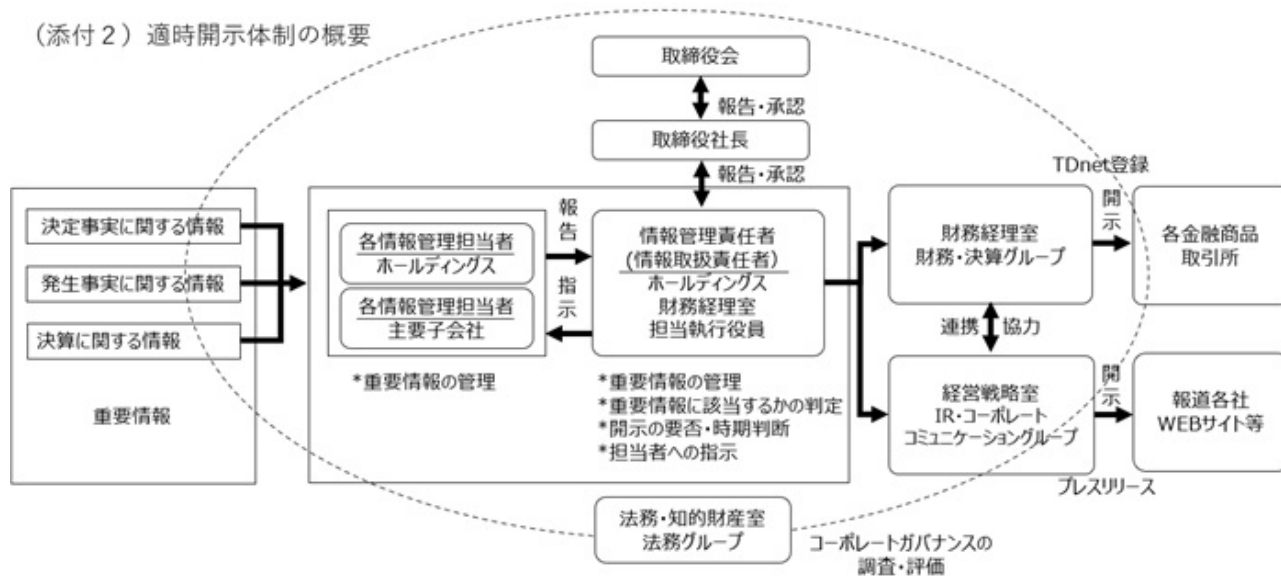 （添付２）適時開示体制の概要
取締役会
報告・承認
取締役社長
報告・承認
決定事実に関する情報
発生事実に関する情報
決算に関する情報
重要情報
各情報管理担当者
ホールディングス
各情報管理担当者
主要子会社
*重要情報の管理
報告
指示
情報管理責任者
(情報取扱責任者)
ホールディングス
財務経理室
担当執行役員
*重要情報の管理
*重要情報に該当するかの判定
*開示の要否・時期判断
*担当者への指示
TDnet登録
財務経理室
財務・決算グループ
開示
各金融商品
取引所
連携
協力
経営戦略室
IR・コーポレート
コミュニケーショングループ
開示
報道各社
WEBサイト等
プレスリリース
法務・知的財産室
法務グループ
コーポレートガバナンスの
調査・評価